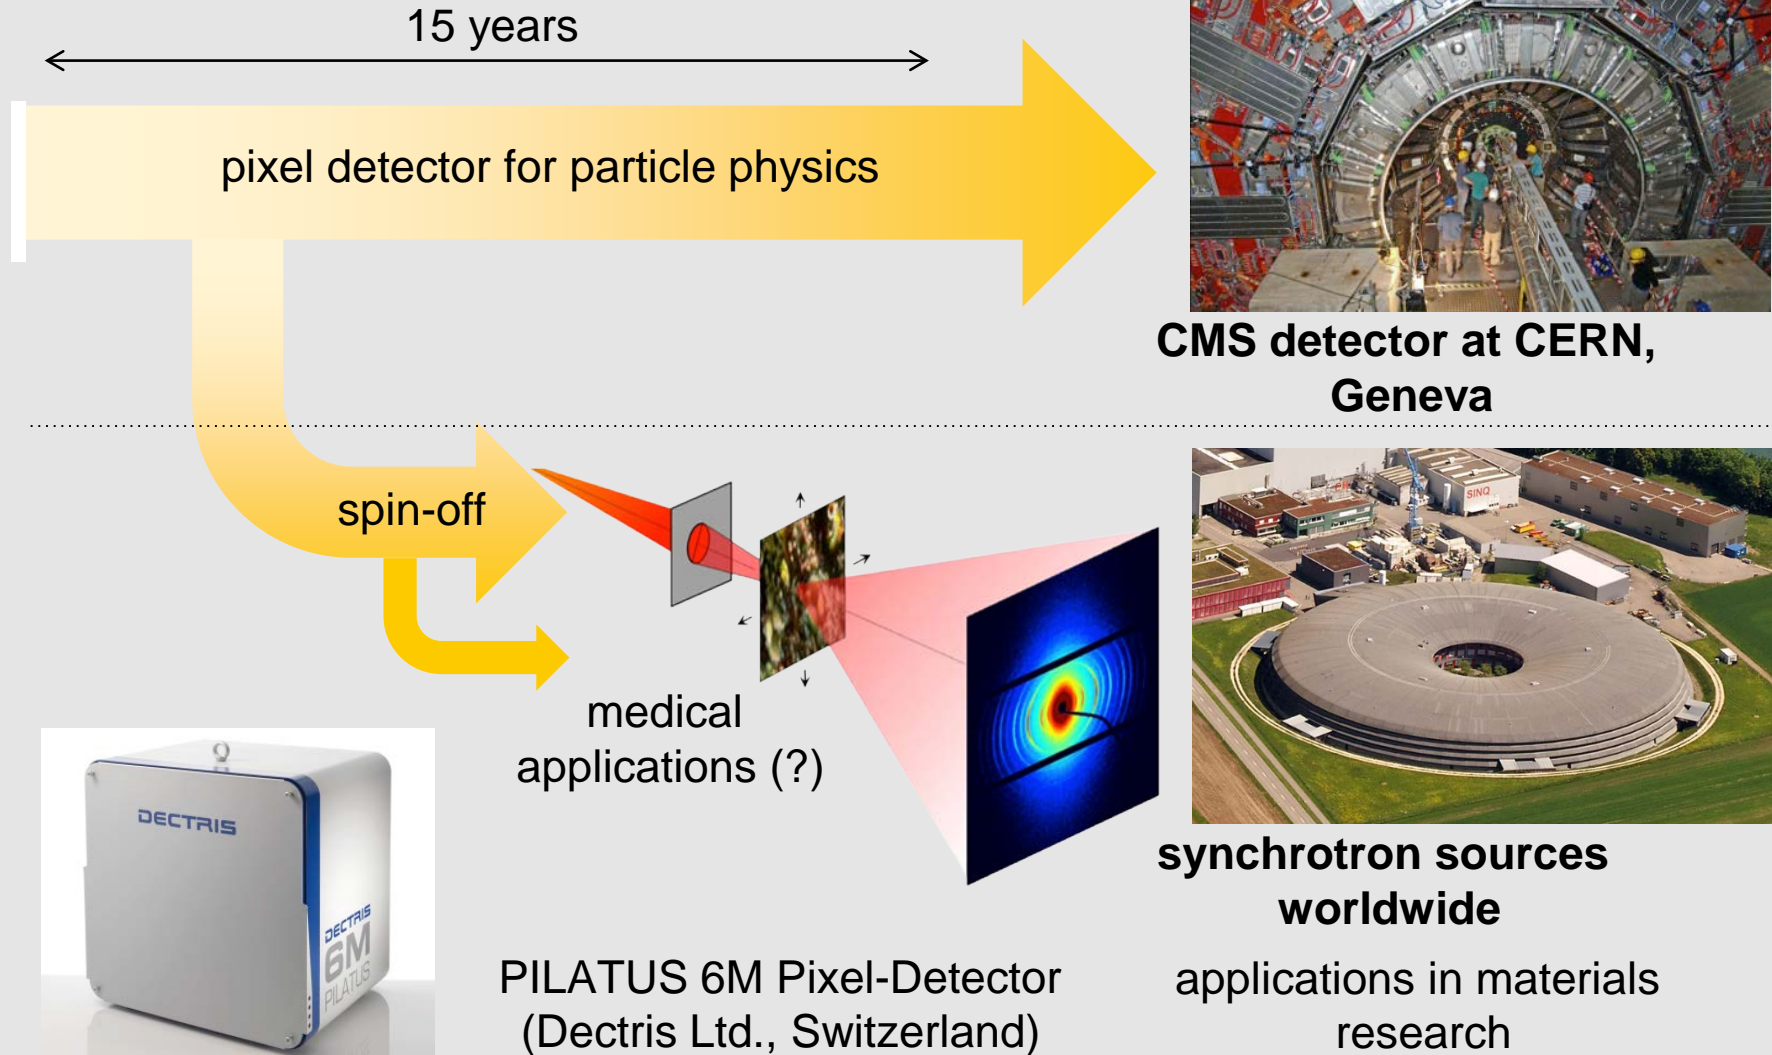 15 years
pixel detector for particle physics
CMS detector at CERN,
Geneva
spin-off
SINQ
medical
applications (?)
DECTRIS
DECTRIS
6M
PILATUS
synchrotron sources
worldwide
PILATUS 6M Pixel-Detector
(Dectris Ltd., Switzerland)
applications in materials
research